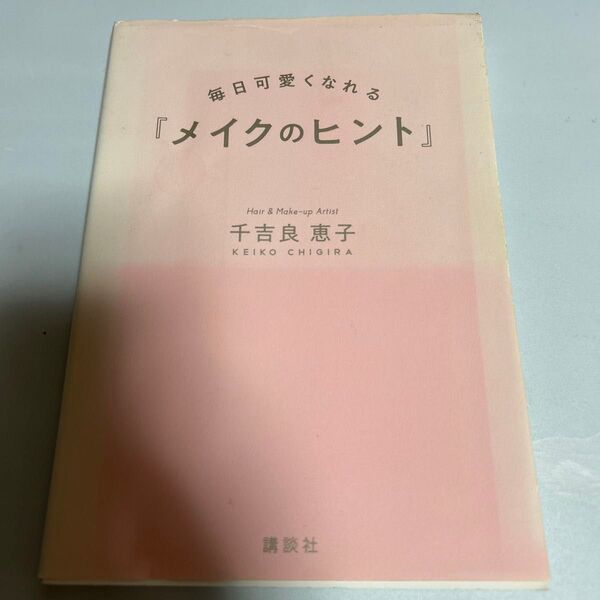 毎日可愛くなれる
『メイクのヒント』
Hair & Make-up Artist
千吉良 恵子
KEIKO CHIGIRA
講談社